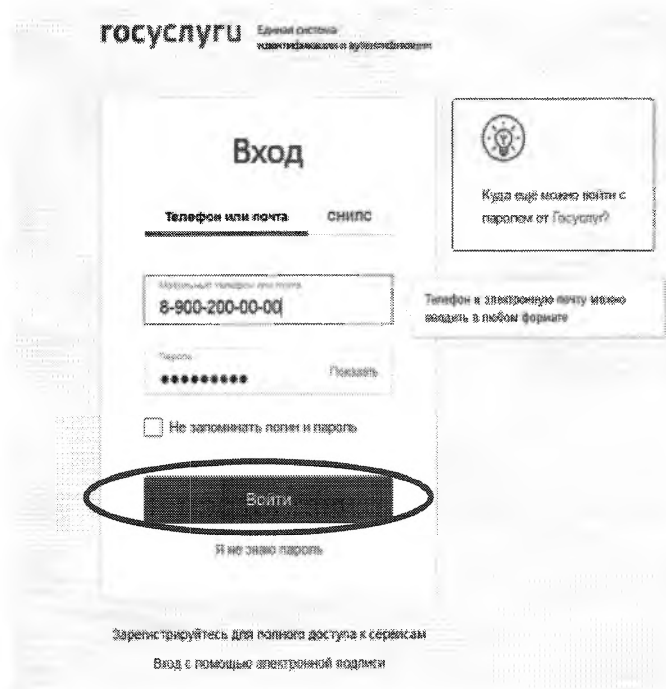 госуслуги
Единая система
идентификации и аутентификации
Вход
Телефон или почта
СНИЛС
Мобильный телефон или почта
8-900-200-00-00
Пароль
Показать
Не запоминать логин и пароль
Войти
Я не знаю пароль
Куда ещё можно войти с
паролем от Госуслуг?
Телефон и электронную почту можно
вводить в любом формате
Зарегистрируйтесь для полного доступа к сервисам
Вход с помощью электронной подписи